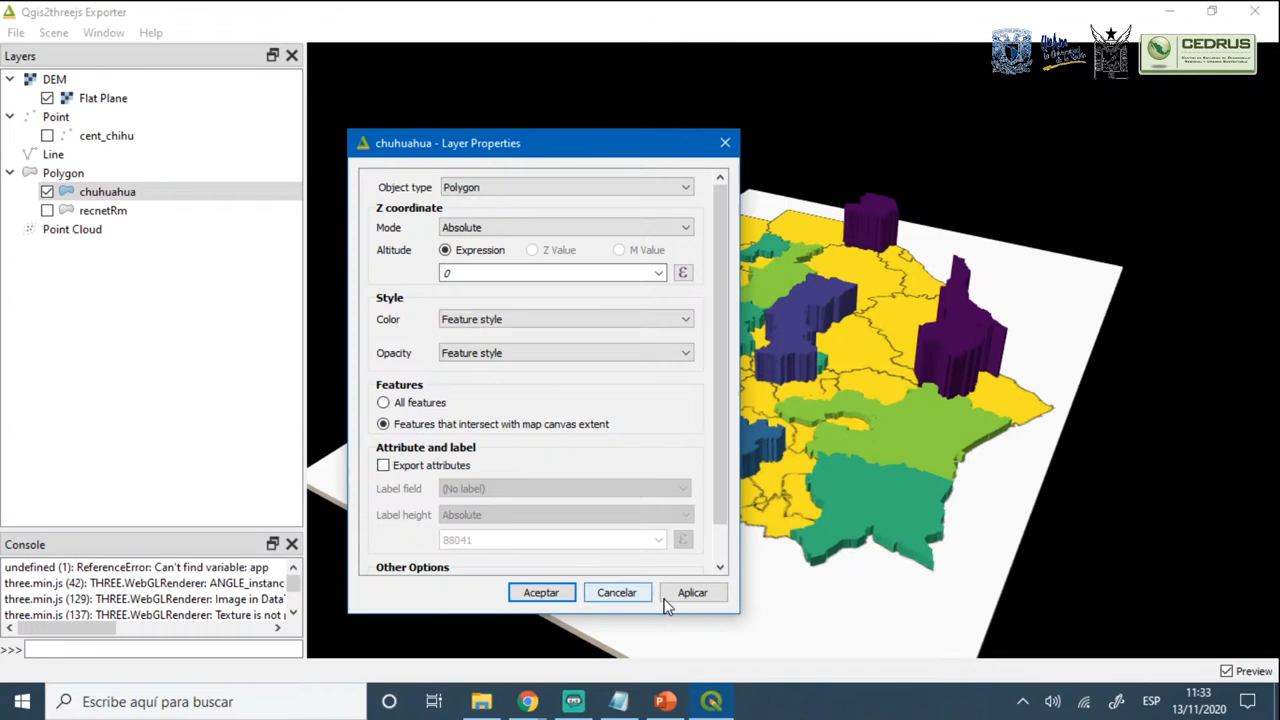 Qgis2threejs Exporter
File Scene Window Help
Layers
DEM
Flat Plane
Point
cent_chihu
Line
Polygon
chuhuahua
recnetRm
Point Cloud
Console
undefined (1): ReferenceError: Can't find variable: app
three.min.js (42): THREE.WebGLRenderer: ANGLE_instanc
three.min.js (129): THREE.WebGLRenderer: Image in DataT
three.min.js (137): THREE.WebGLRenderer: Texture is not p
>>>
chuhuahua - Layer Properties
Object type Polygon
Z coordinate
Mode Absolute
Altitude Expression Z Value M Value
0 ε
Style
Color Feature style
Opacity Feature style
Features
All features
Features that intersect with map canvas extent
Attribute and label
Export attributes
Label field (No label)
Label height Absolute
88041 ε
Other Options
Aceptar Cancelar Aplicar
CEDRUS
Preview
Escribe aquí para buscar
ESP
11:33
13/11/2020